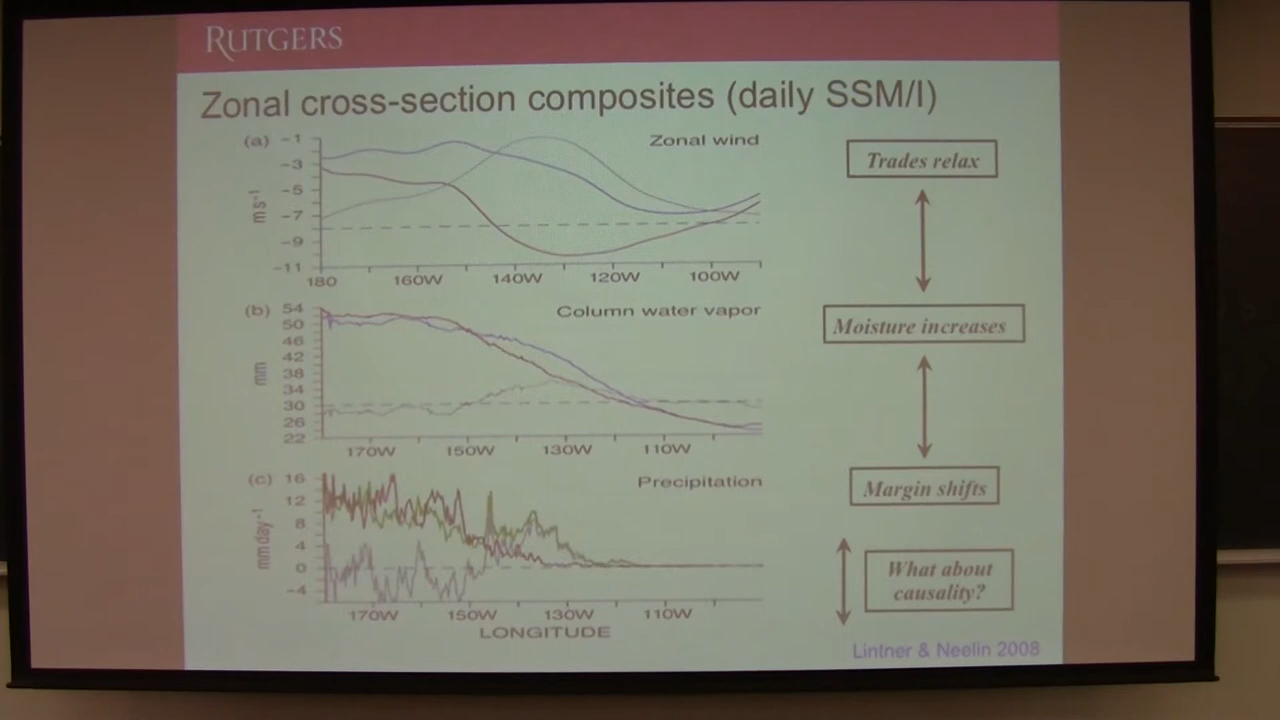 RUTGERS
Zonal cross-section composites (daily SSM/I)
(a)
Zonal wind
−1
−3
−5
−7
−9
−11
ms⁻¹
180 160W 140W 120W 100W
(b)
Column water vapor
54
50
46
42
38
34
30
26
22
mm
170W 150W 130W 110W
(c)
Precipitation
16
12
8
4
0
−4
mmday⁻¹
170W 150W 130W 110W
LONGITUDE
Trades relax
Moisture increases
Margin shifts
What about
causality?
Lintner & Neelin 2008